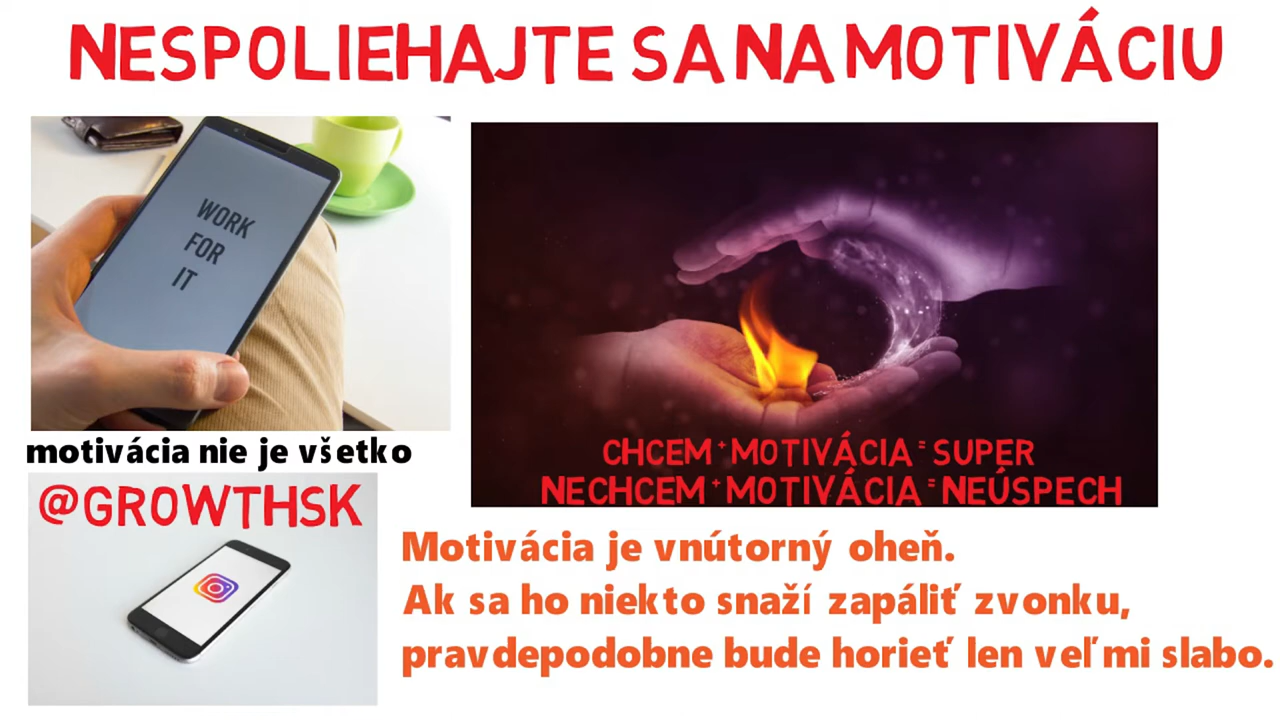 NESPOLIEHAJTE SA NA MOTIVÁCIU
WORK
FOR
IT
motivácia nie je všetko
@GROWTHSK
CHCEM + MOTIVÁCIA = SUPER
NECHCEM + MOTIVÁCIA = NEÚSPECH
Motivácia je vnútorný oheň.
Ak sa ho niekto snaží zapáliť zvonku,
pravdepodobne bude horieť len veľmi slabo.